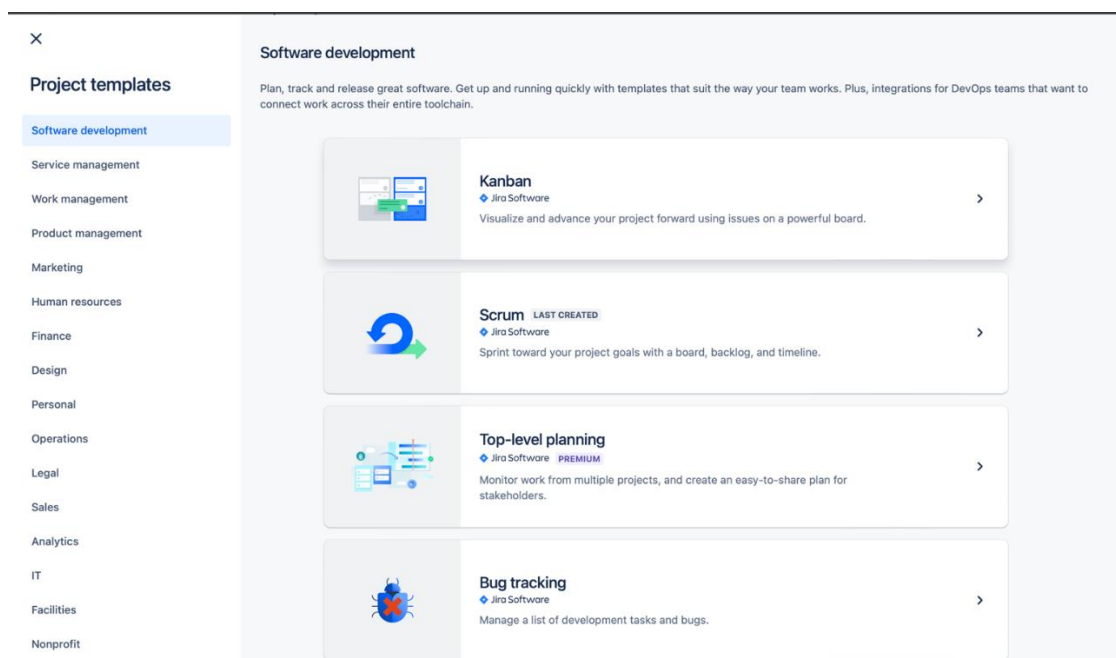 Project templates
Software development
Service management
Work management
Product management
Marketing
Human resources
Finance
Design
Personal
Operations
Legal
Sales
Analytics
IT
Facilities
Nonprofit
Software development
Plan, track and release great software. Get up and running quickly with templates that suit the way your team works. Plus, integrations for DevOps teams that want to
connect work across their entire toolchain.
Kanban
Jira Software
Visualize and advance your project forward using issues on a powerful board.
Scrum LAST CREATED
Jira Software
Sprint toward your project goals with a board, backlog, and timeline.
Top-level planning
Jira Software PREMIUM
Monitor work from multiple projects, and create an easy-to-share plan for
stakeholders.
Bug tracking
Jira Software
Manage a list of development tasks and bugs.